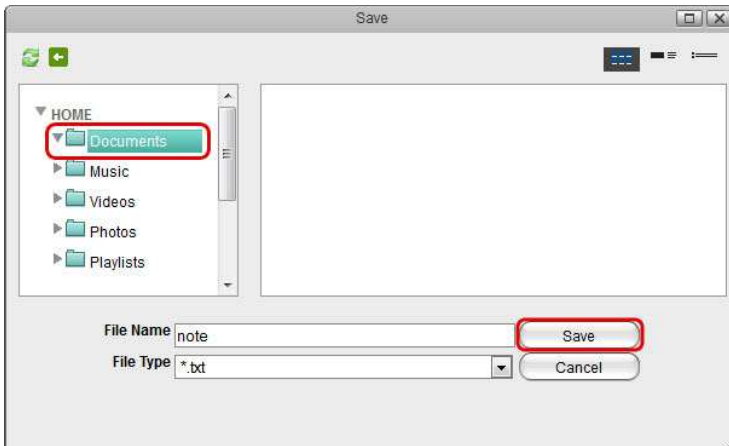 Save
HOME
Documents
Music
Videos
Photos
Playlists
File Name note Save
File Type *.txt Cancel